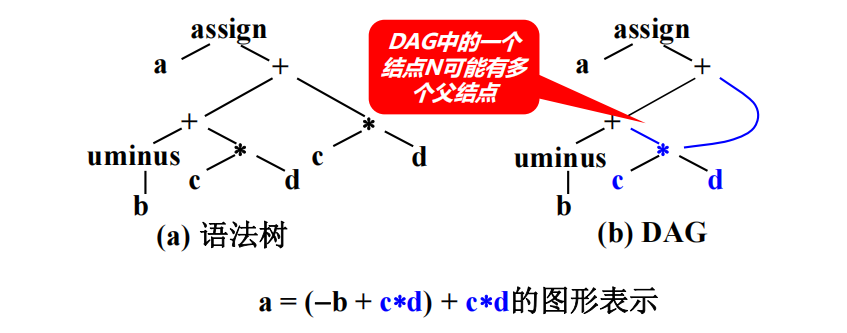 assign
a
+
+
*
uminus
*
c
d
c
d
b
(a) 语法树
DAG中的一个
结点N可能有多
个父结点
assign
a
+
+
uminus
*
c
d
b
(b) DAG
a = (−b + c*d) + c*d的图形表示